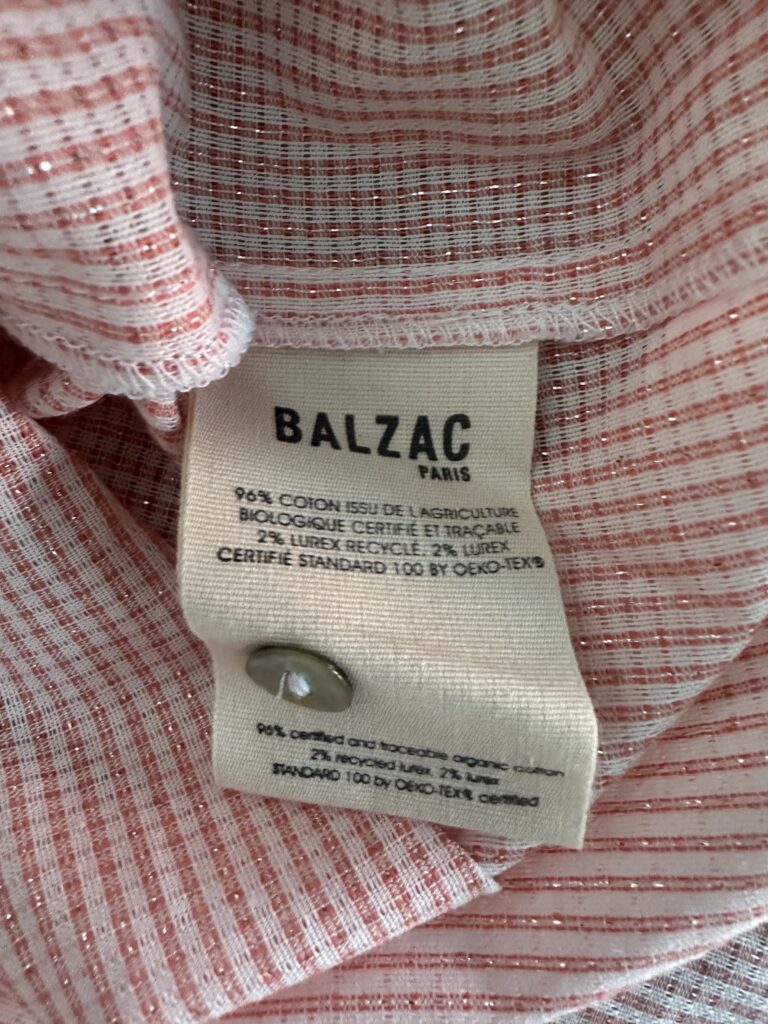 BALZAC
PARIS
96% COTON ISSU DE L'AGRICULTURE
BIOLOGIQUE CERTIFIÉ ET TRAÇABLE
2% LUREX RECYCLÉ, 2% LUREX
CERTIFIÉ STANDARD 100 BY OEKO-TEX®
96% certified and traceable organic cotton
2% recycled lurex, 2% lurex
STANDARD 100 by OEKO-TEX® certified